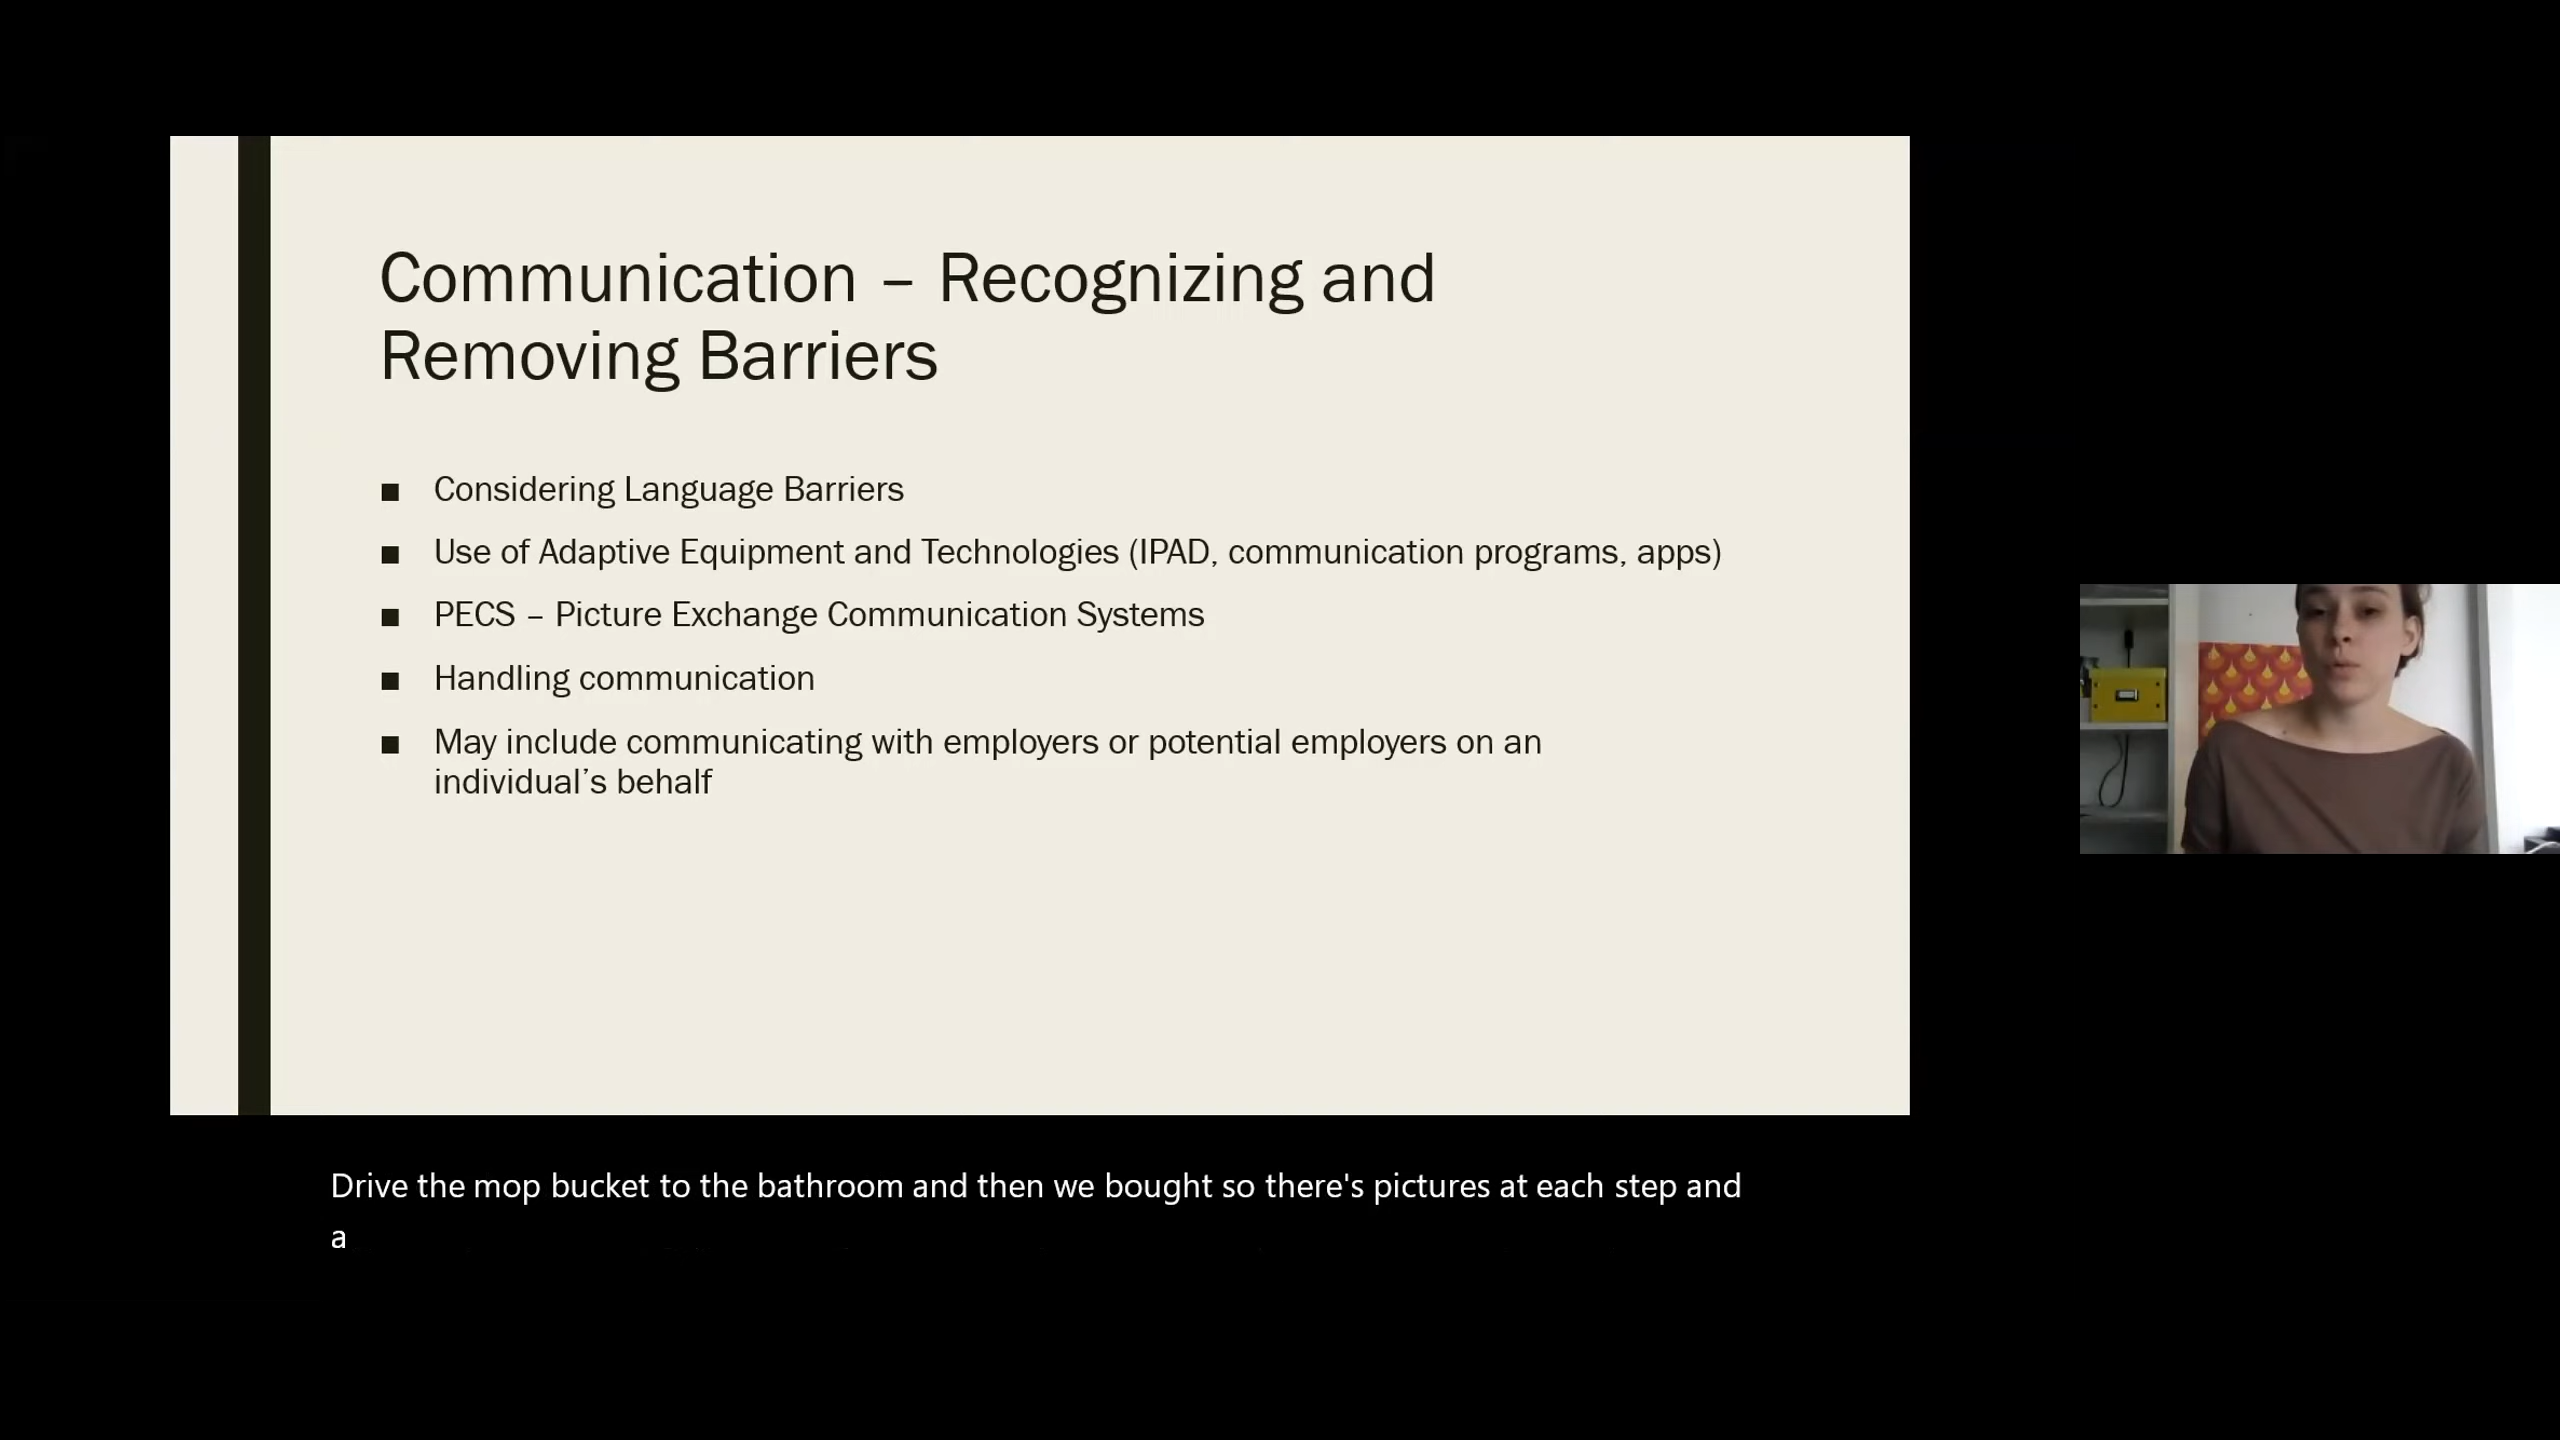 Communication – Recognizing and
Removing Barriers
■ Considering Language Barriers
■ Use of Adaptive Equipment and Technologies (IPAD, communication programs, apps)
■ PECS – Picture Exchange Communication Systems
■ Handling communication
■ May include communicating with employers or potential employers on an
individual’s behalf
Drive the mop bucket to the bathroom and then we bought so there's pictures at each step and
a